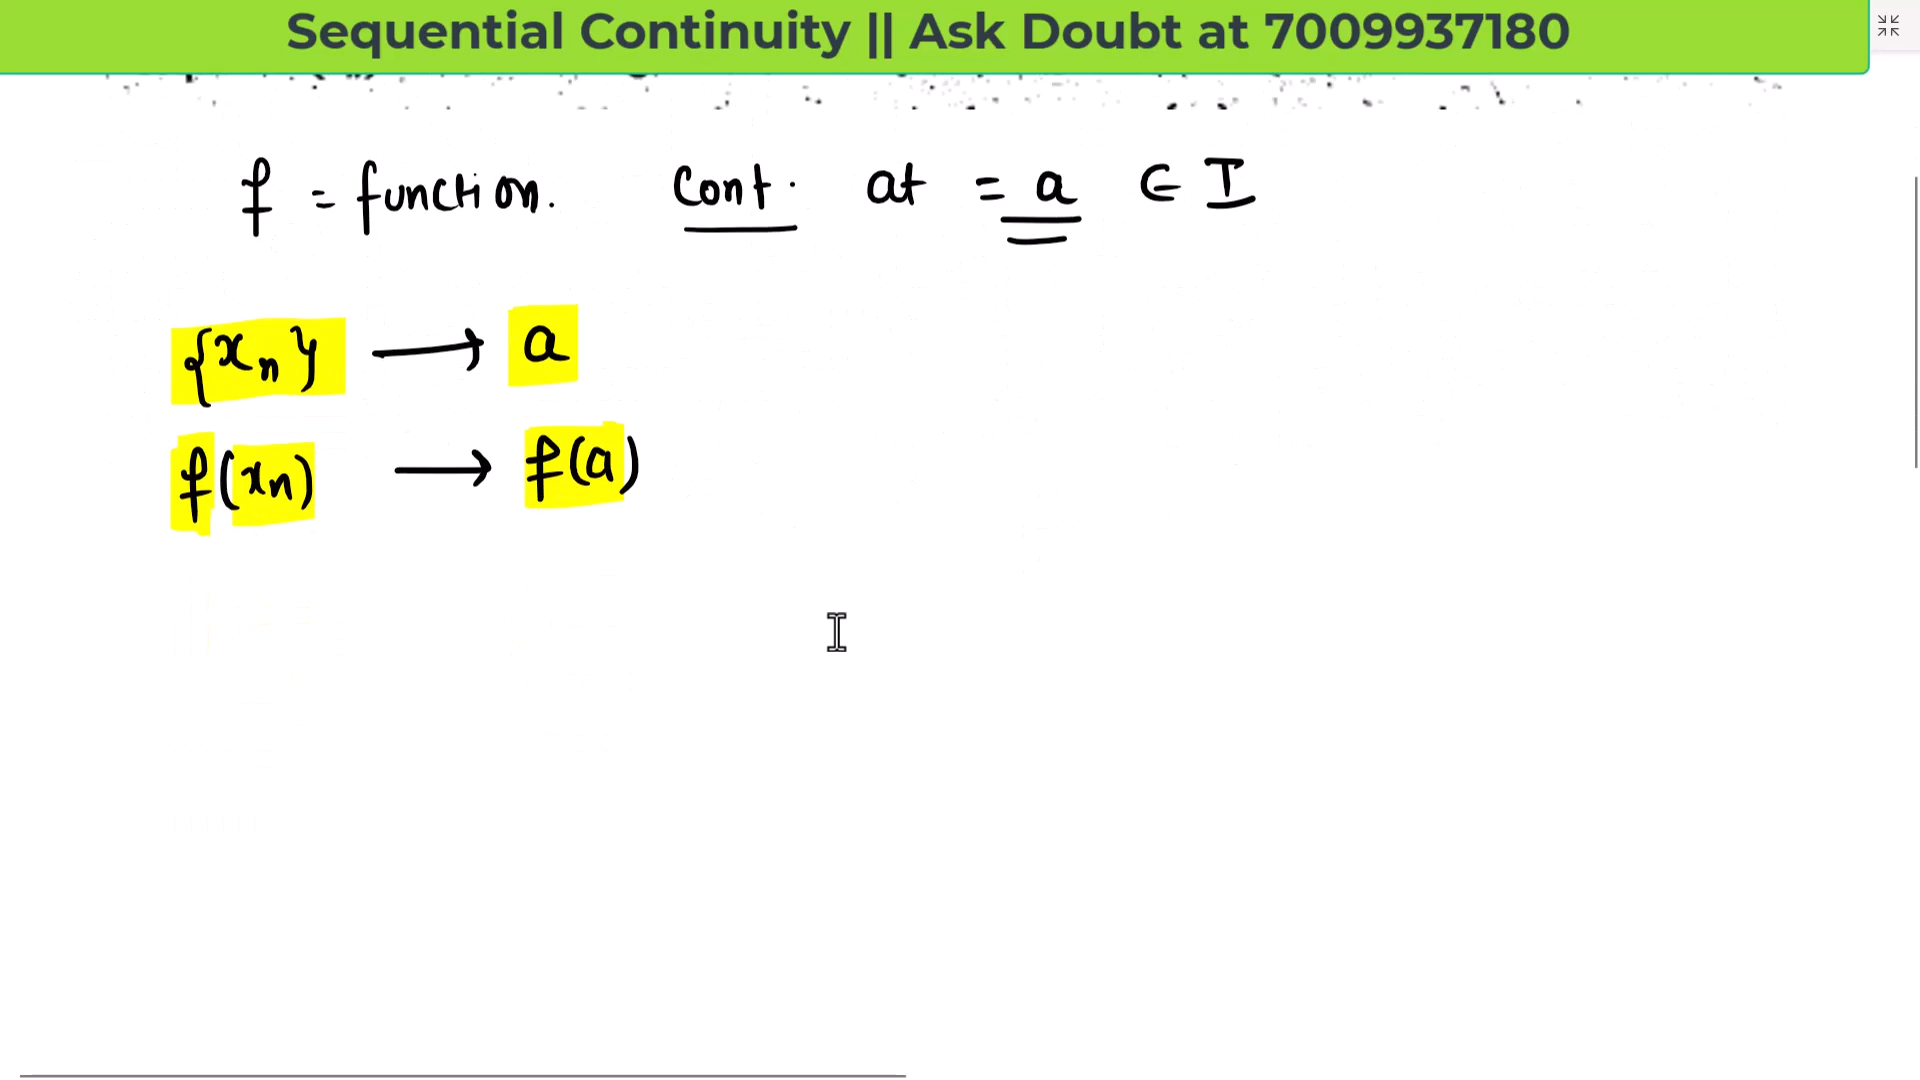 Sequential Continuity || Ask Doubt at 7009937180
f = function. Cont. at = a ∈ I
{xn} → a
f(xn) → f(a)